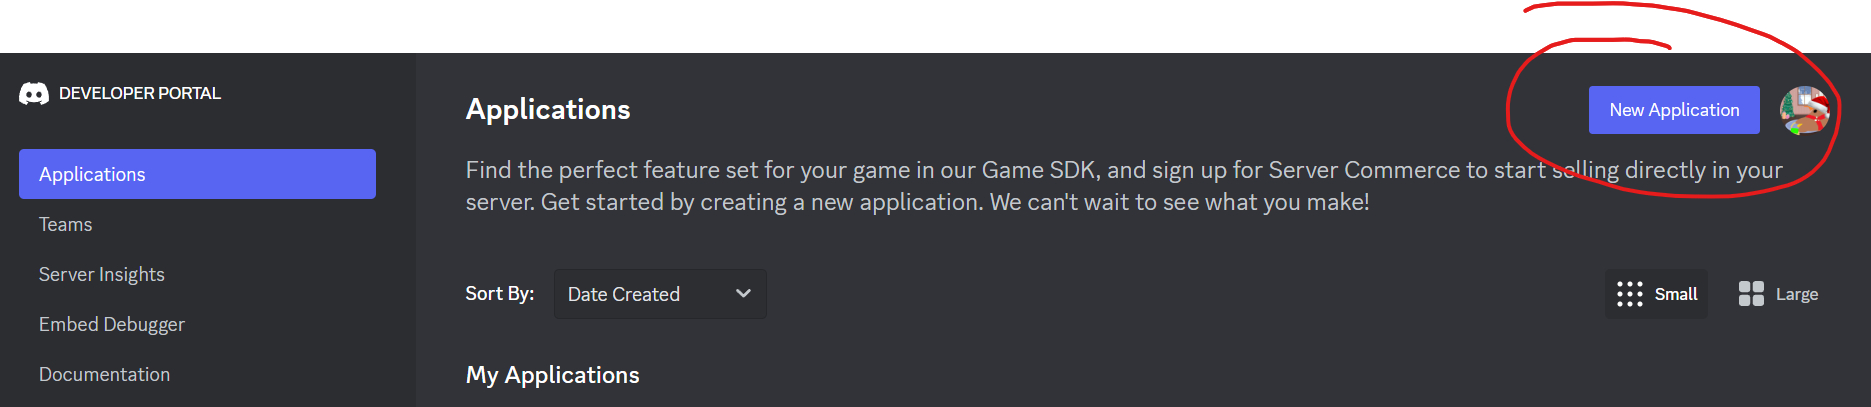 DEVELOPER PORTAL
Applications
Teams
Server Insights
Embed Debugger
Documentation
Applications
New Application
Find the perfect feature set for your game in our Game SDK, and sign up for Server Commerce to start selling directly in your
server. Get started by creating a new application. We can't wait to see what you make!
Sort By: Date Created
Small Large
My Applications